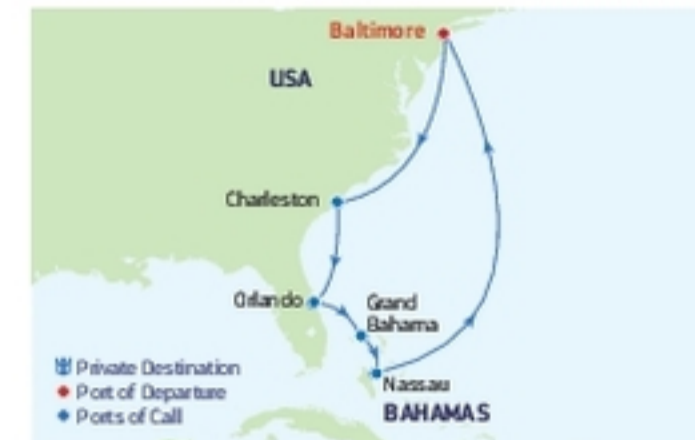 Baltimore
USA
Charleston
Orlando
Grand
Bahama
Nassau
BAHAMAS
Private Destination
Port of Departure
Ports of Call